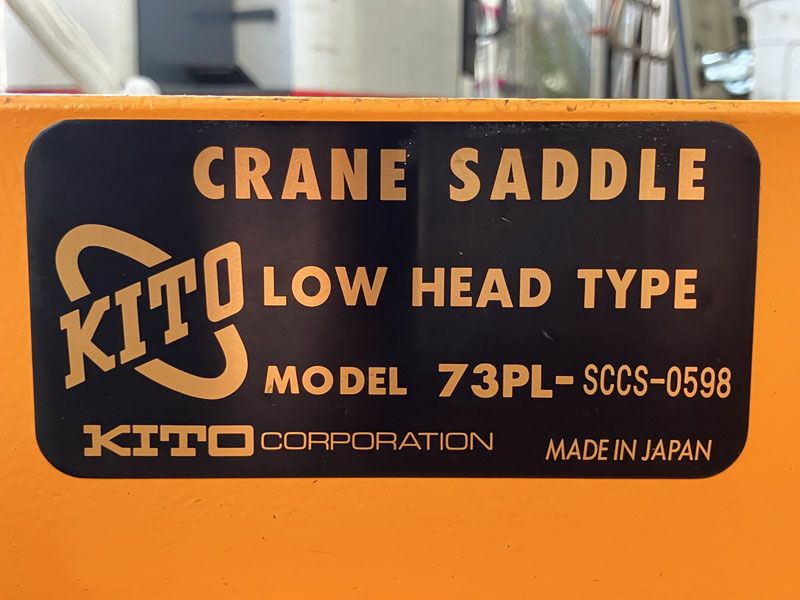 CRANE SADDLE
KITO
LOW HEAD TYPE
MODEL 73PL-SCCS-0598
KITO CORPORATION
MADE IN JAPAN